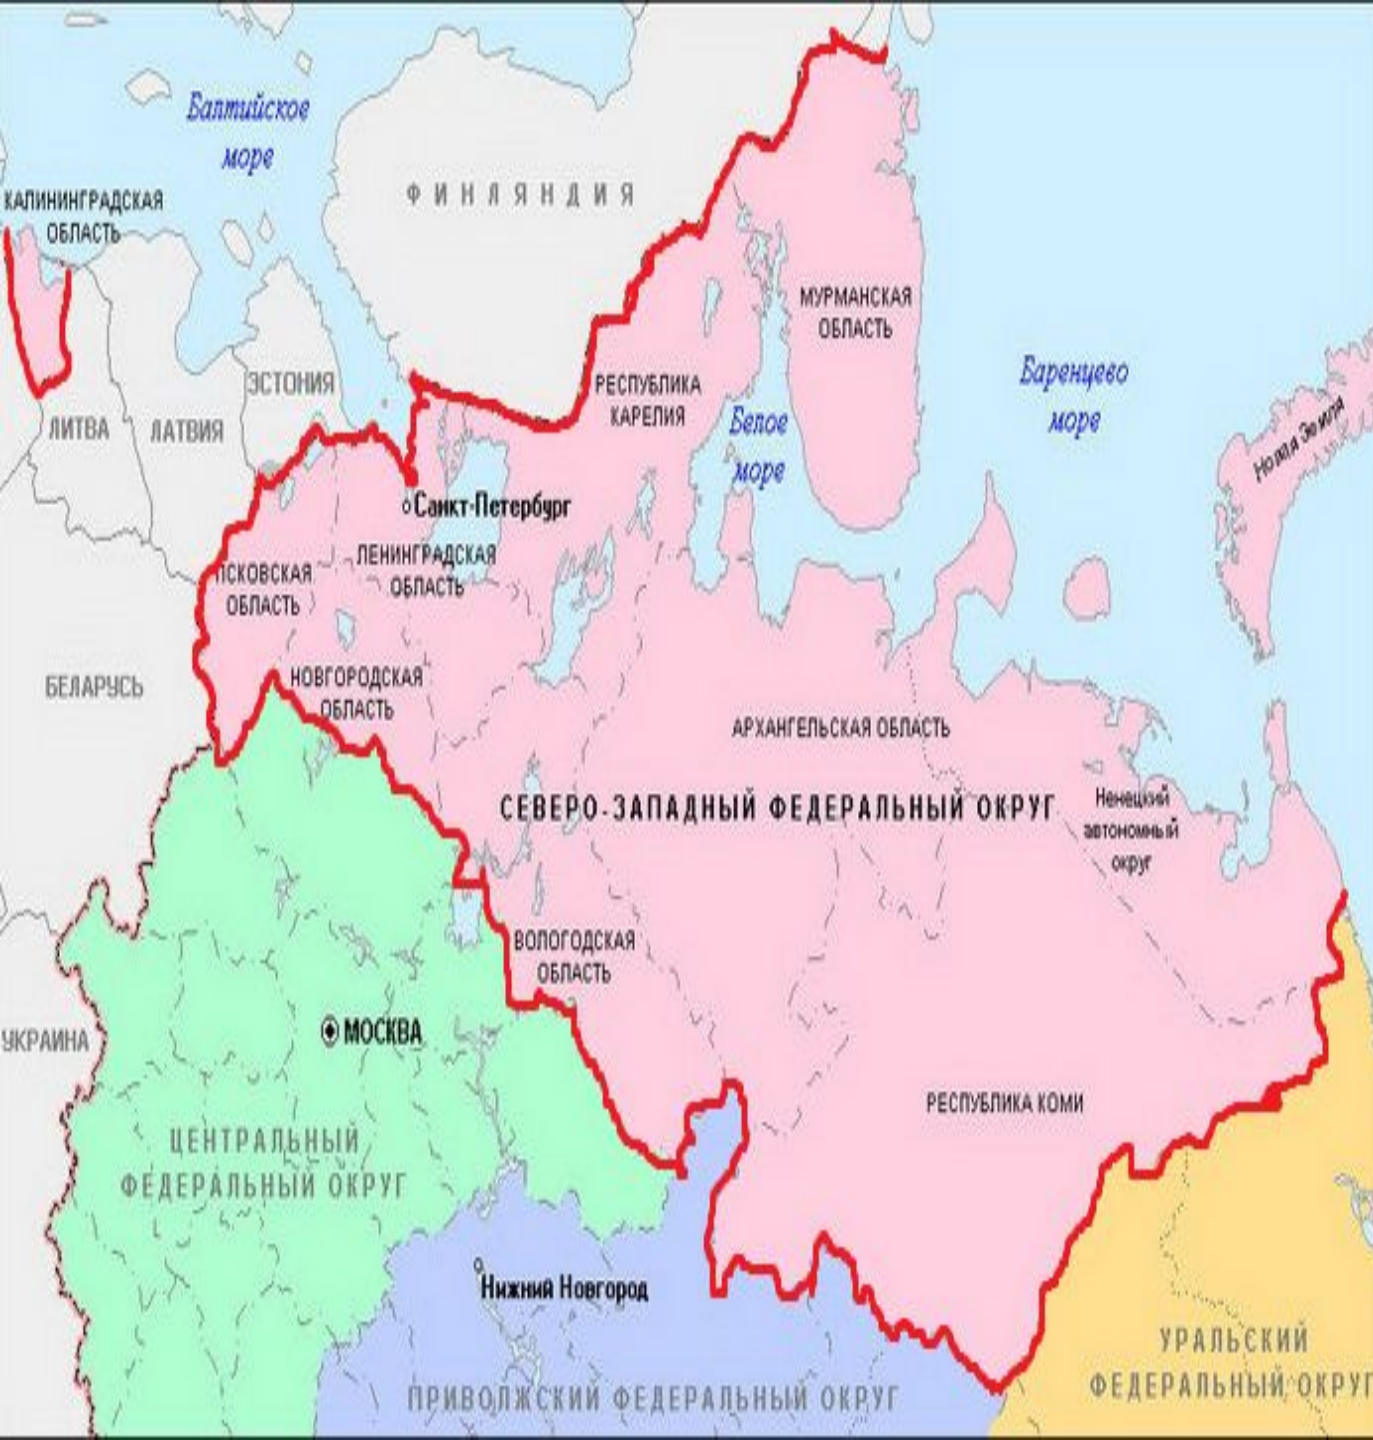 Балтийское
море
КАЛИНИНГРАДСКАЯ
ОБЛАСТЬ
ФИНЛЯНДИЯ
МУРМАНСКАЯ
ОБЛАСТЬ
Баренцево
море
ЭСТОНИЯ
РЕСПУБЛИКА
КАРЕЛИЯ
Белое
море
Новая Земля
ЛИТВА
ЛАТВИЯ
Санкт-Петербург
ПСКОВСКАЯ
ОБЛАСТЬ
ЛЕНИНГРАДСКАЯ
ОБЛАСТЬ
БЕЛАРУСЬ
НОВГОРОДСКАЯ
ОБЛАСТЬ
АРХАНГЕЛЬСКАЯ ОБЛАСТЬ
СЕВЕРО-ЗАПАДНЫЙ ФЕДЕРАЛЬНЫЙ ОКРУГ
Ненецкий
автономный
округ
ВОЛОГОДСКАЯ
ОБЛАСТЬ
УКРАИНА
МОСКВА
РЕСПУБЛИКА КОМИ
ЦЕНТРАЛЬНЫЙ
ФЕДЕРАЛЬНЫЙ ОКРУГ
Нижний Новгород
УРАЛЬСКИЙ
ФЕДЕРАЛЬНЫЙ ОКРУГ
ПРИВОЛЖСКИЙ ФЕДЕРАЛЬНЫЙ ОКРУГ